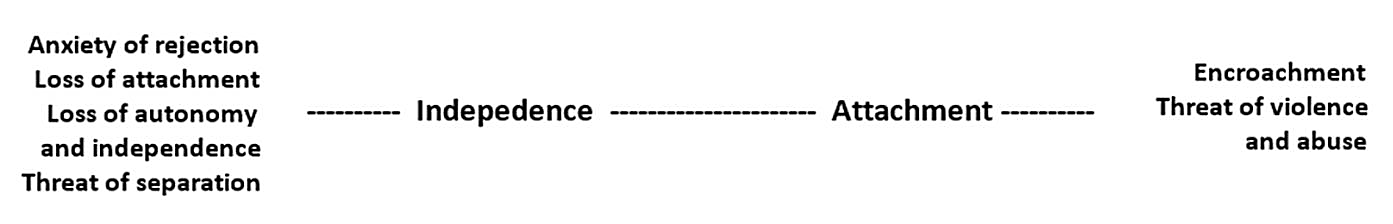 Anxiety of rejection
Loss of attachment
Loss of autonomy
and independence
Threat of separation
---------- Indepedence ---------------------- Attachment ----------
Encroachment
Threat of violence
and abuse